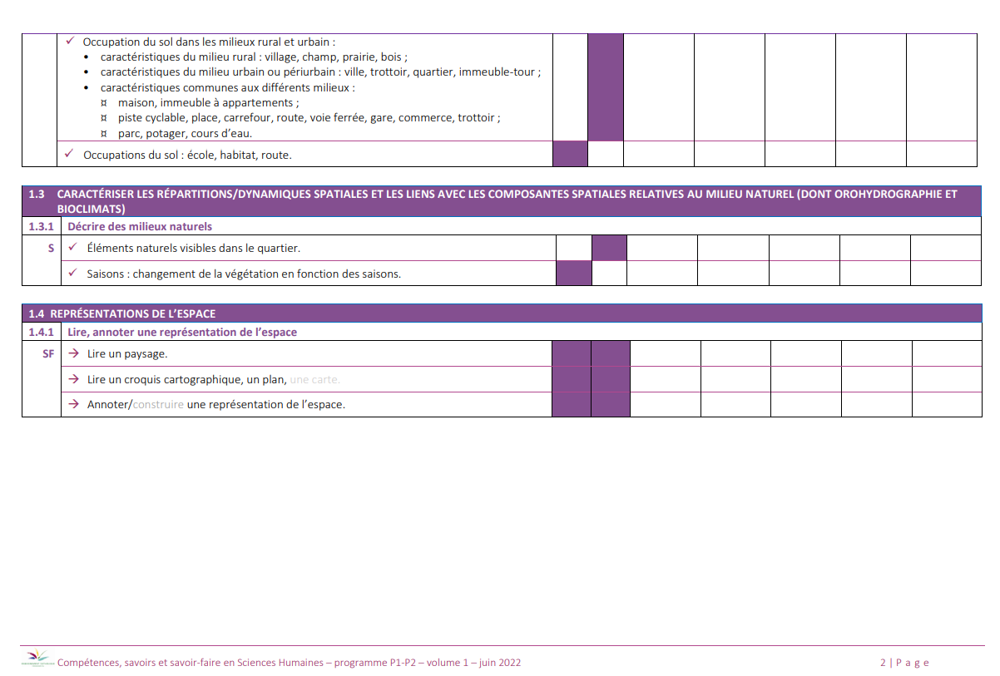 ✓ Occupation du sol dans les milieux rural et urbain :
• caractéristiques du milieu rural : village, champ, prairie, bois ;
• caractéristiques du milieu urbain ou périurbain : ville, trottoir, quartier, immeuble-tour ;
• caractéristiques communes aux différents milieux :
¤ maison, immeuble à appartements ;
¤ piste cyclable, place, carrefour, route, voie ferrée, gare, commerce, trottoir ;
¤ parc, potager, cours d’eau.
✓ Occupations du sol : école, habitat, route.
1.3 CARACTÉRISER LES RÉPARTITIONS/DYNAMIQUES SPATIALES ET LES LIENS AVEC LES COMPOSANTES SPATIALES RELATIVES AU MILIEU NATUREL (DONT OROHYDROGRAPHIE ET
BIOCLIMATS)
1.3.1 Décrire des milieux naturels
S ✓ Éléments naturels visibles dans le quartier.
✓ Saisons : changement de la végétation en fonction des saisons.
1.4 REPRÉSENTATIONS DE L’ESPACE
1.4.1 Lire, annoter une représentation de l’espace
SF → Lire un paysage.
→ Lire un croquis cartographique, un plan, une carte.
→ Annoter/construire une représentation de l’espace.
Compétences, savoirs et savoir-faire en Sciences Humaines – programme P1-P2 – volume 1 – juin 2022
2 | P a g e